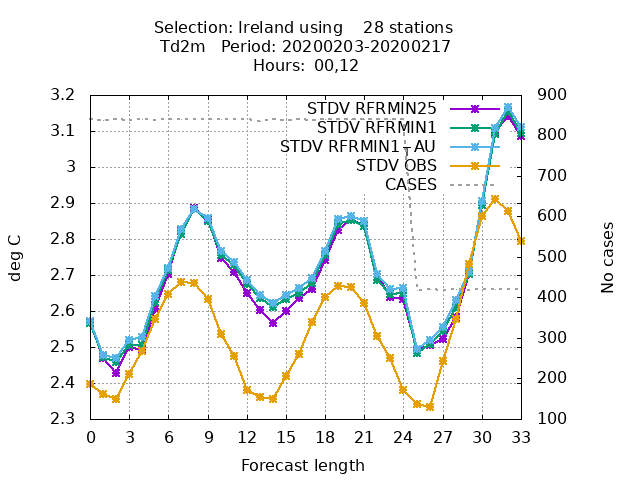 Selection: Ireland using    28 stations
Td2m   Period: 20200203-20200217
Hours:  00,12
3.2
3.1
3
2.9
2.8
2.7
2.6
2.5
2.4
2.3
deg C
STDV RFRMIN25
STDV RFRMIN1
STDV RFRMIN1+AU
STDV OBS
CASES
900
800
700
600
500
400
300
200
100
No cases
0 3 6 9 12 15 18 21 24 27 30 33
Forecast length